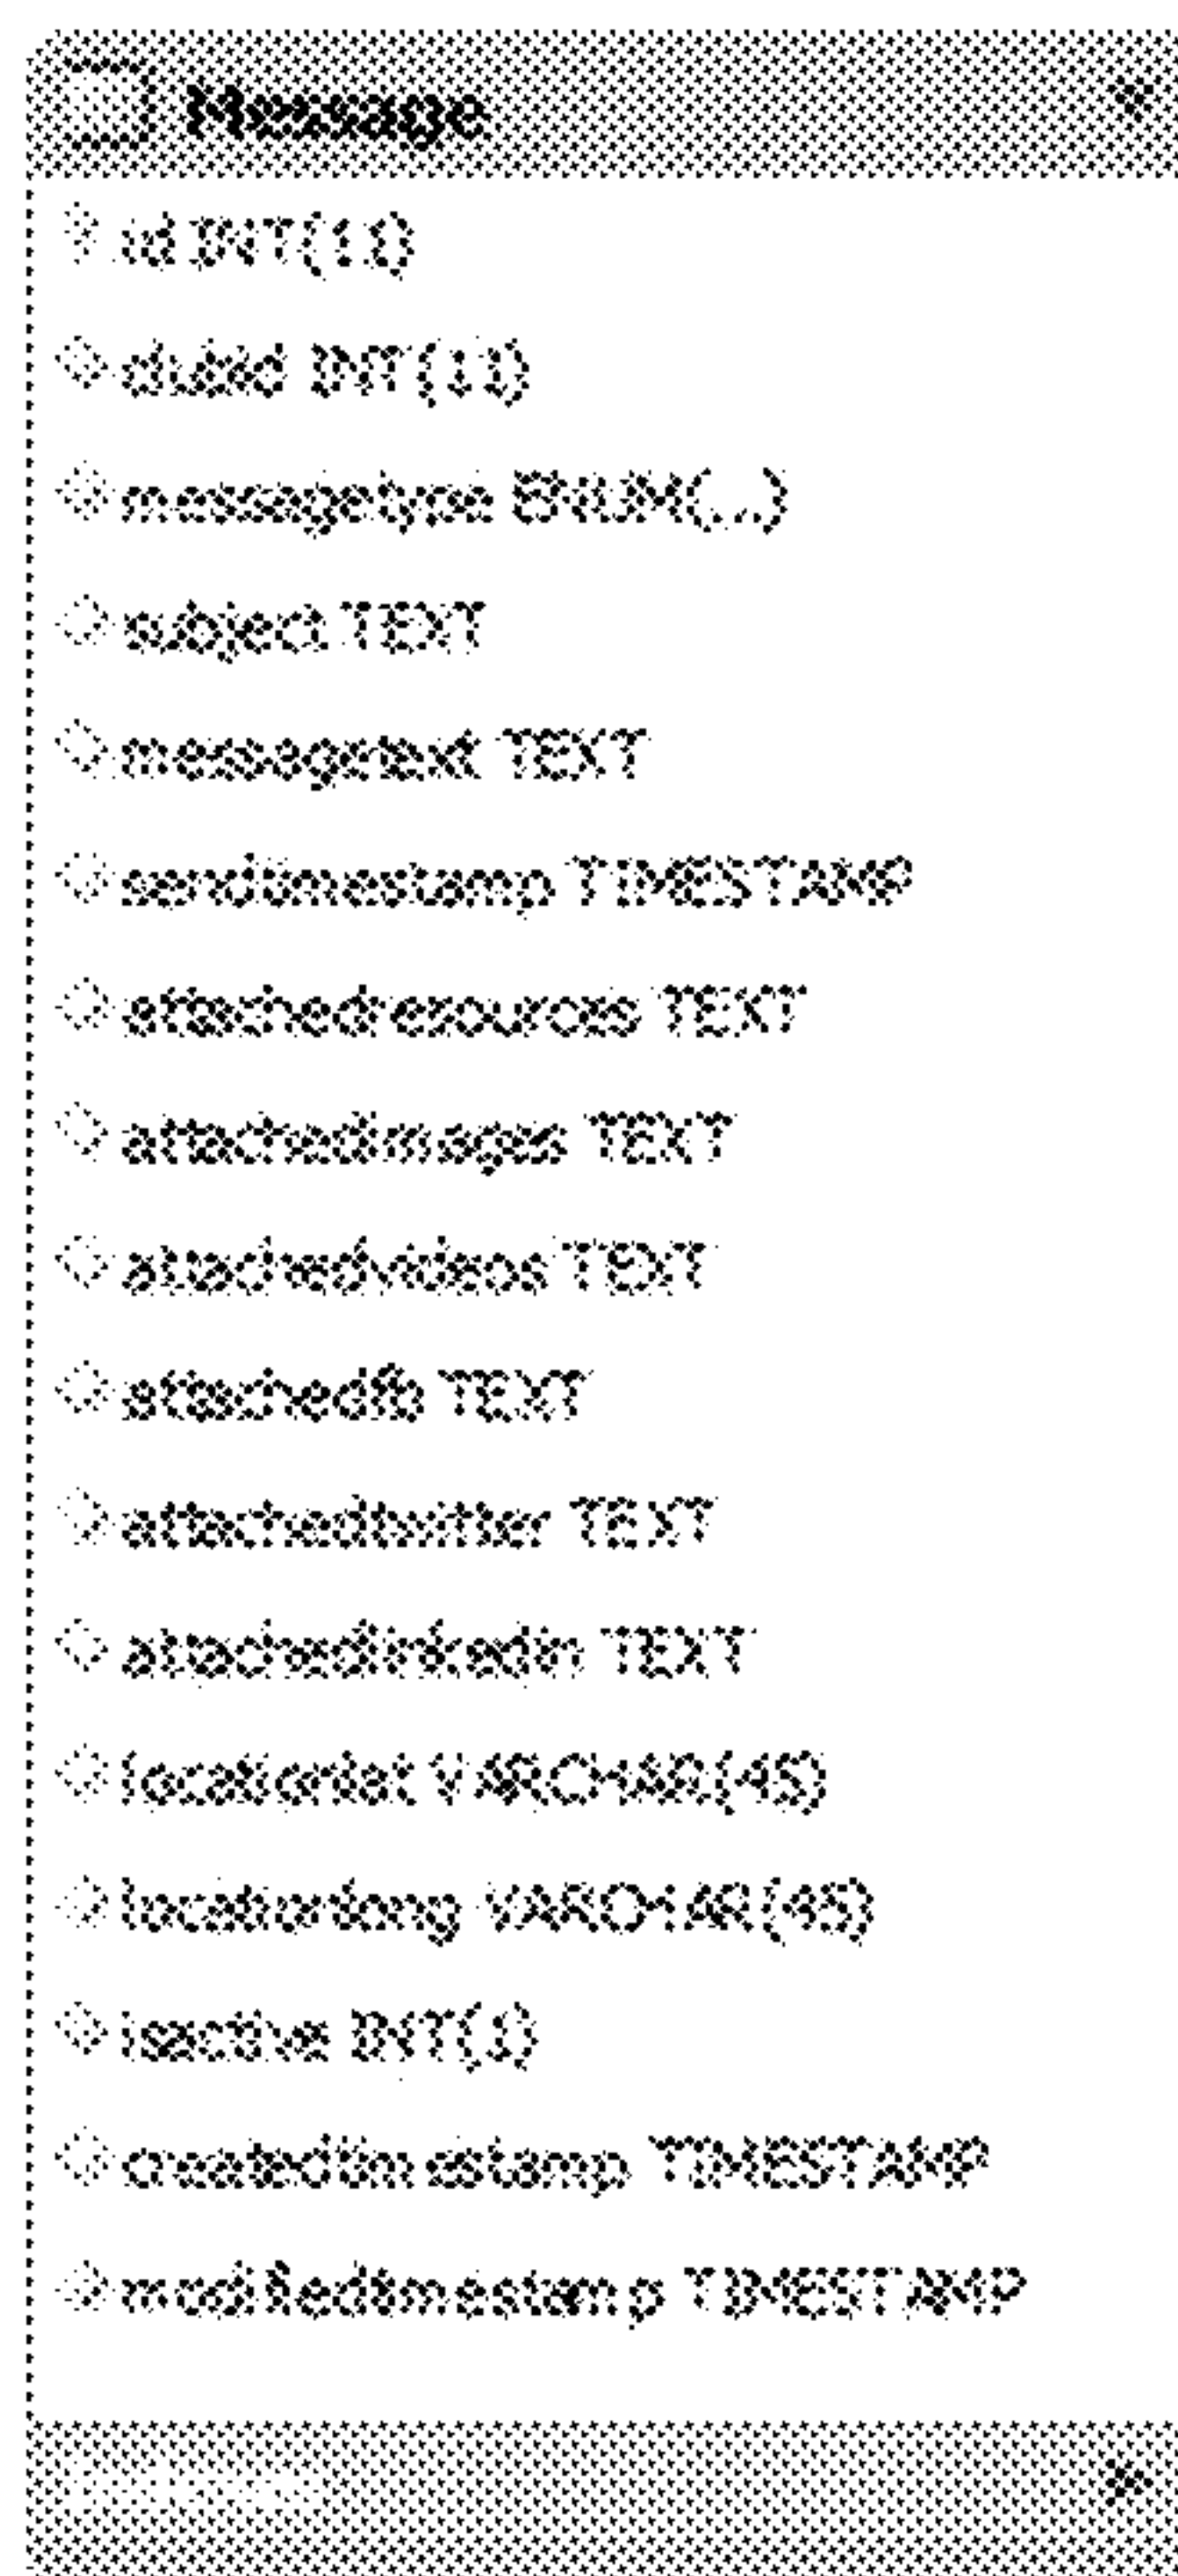 Message
id INT(11)
clubid INT(11)
messagetype ENUM(...)
subject TEXT
messagetext TEXT
sendtimestamp TIMESTAMP
attachedresources TEXT
attachedimages TEXT
attachedvideos TEXT
attachedfb TEXT
attachedtwitter TEXT
attachedlinkedin TEXT
locationlat VARCHAR(45)
locationlong VARCHAR(45)
isactive INT(1)
createdtimestamp TIMESTAMP
modifiedtimestamp TIMESTAMP